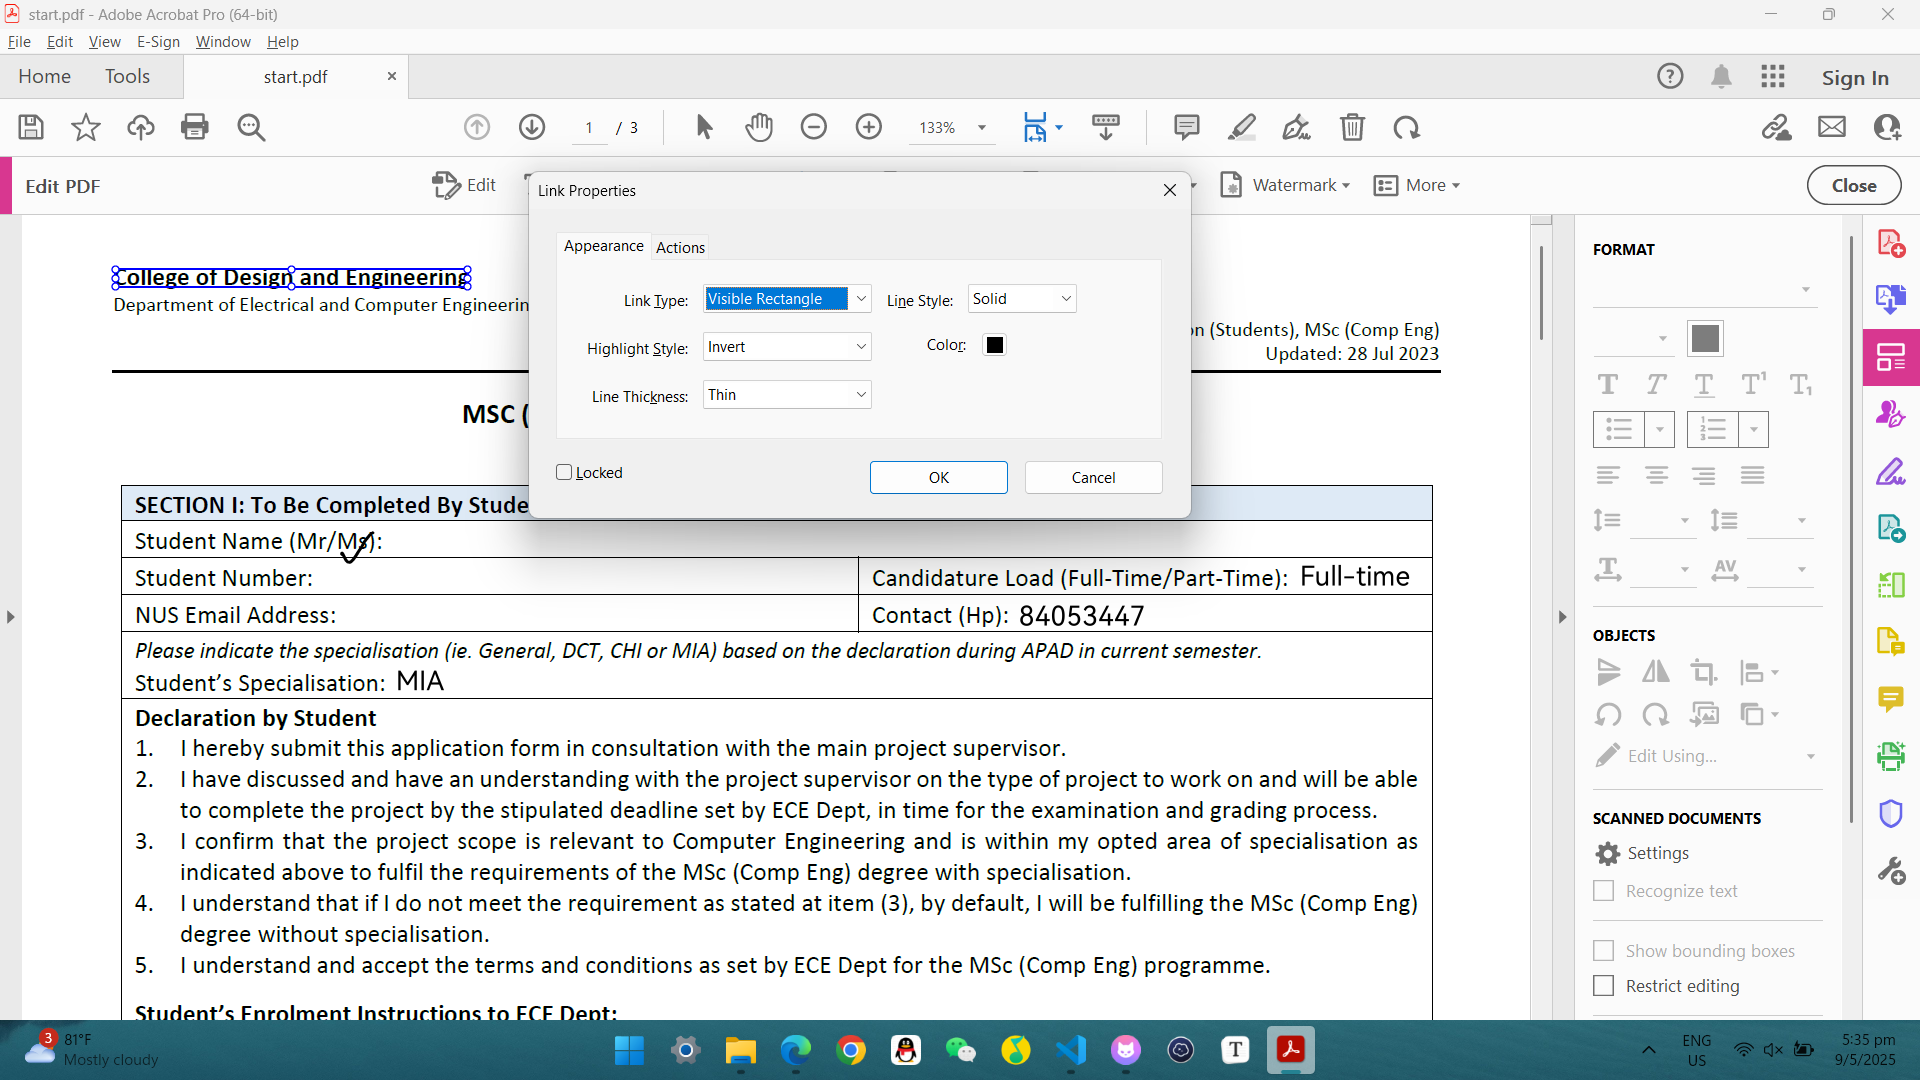 start.pdf - Adobe Acrobat Pro (64-bit)
File Edit View E-Sign Window Help
Home Tools start.pdf
Sign In
1 / 3
133%
Edit PDF
Edit
Watermark
More
Close
Link Properties
Appearance Actions
Link Type: Visible Rectangle Line Style: Solid
Highlight Style: Invert Color:
Line Thickness: Thin
Locked
OK Cancel
College of Design and Engineering
Department of Electrical and Computer Engineerin
n (Students), MSc (Comp Eng)
Updated: 28 Jul 2023
MSC (
SECTION I: To Be Completed By Stude
Student Name (Mr/Ms):
Student Number:
Candidature Load (Full-Time/Part-Time): Full-time
NUS Email Address:
Contact (Hp): 84053447
Please indicate the specialisation (ie. General, DCT, CHI or MIA) based on the declaration during APAD in current semester.
Student’s Specialisation: MIA
Declaration by Student
1. I hereby submit this application form in consultation with the main project supervisor.
2. I have discussed and have an understanding with the project supervisor on the type of project to work on and will be able
to complete the project by the stipulated deadline set by ECE Dept, in time for the examination and grading process.
3. I confirm that the project scope is relevant to Computer Engineering and is within my opted area of specialisation as
indicated above to fulfil the requirements of the MSc (Comp Eng) degree with specialisation.
4. I understand that if I do not meet the requirement as stated at item (3), by default, I will be fulfilling the MSc (Comp Eng)
degree without specialisation.
5. I understand and accept the terms and conditions as set by ECE Dept for the MSc (Comp Eng) programme.
Student’s Enrolment Instructions to ECE Dept:
FORMAT
OBJECTS
Edit Using...
SCANNED DOCUMENTS
Settings
Recognize text
Show bounding boxes
Restrict editing
3
81°F
Mostly cloudy
ENG
US
5:35 pm
9/5/2025